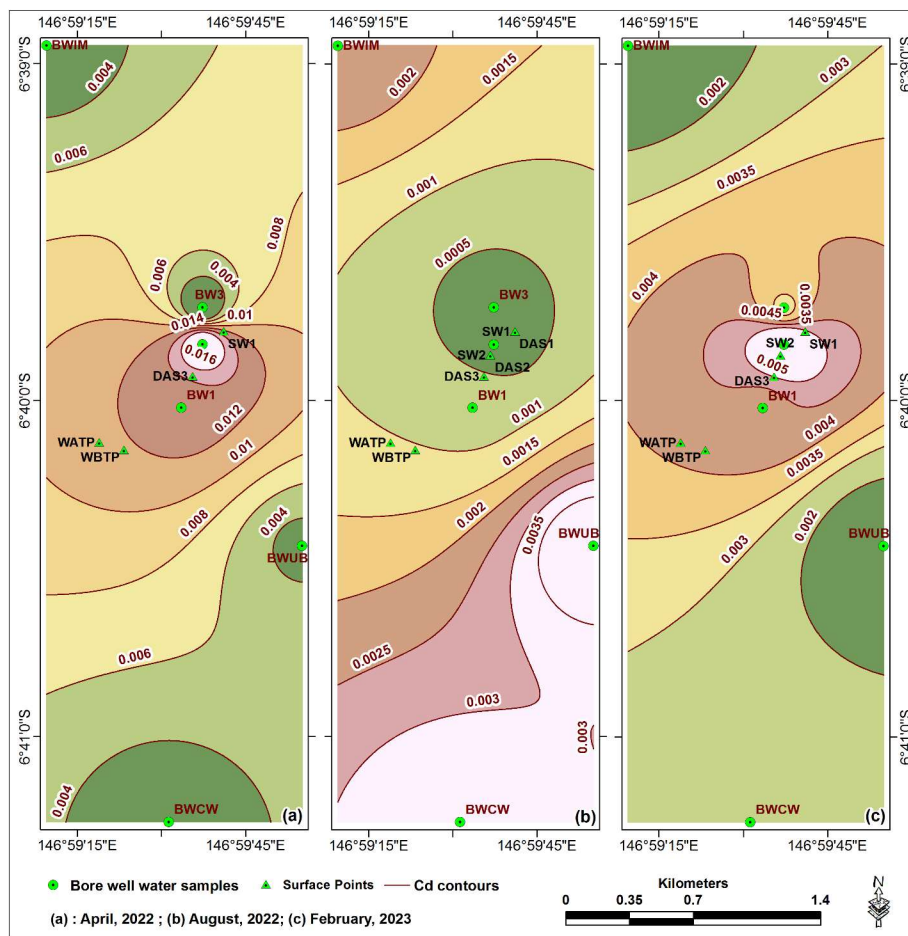 146°59'15"E 146°59'45"E 146°59'15"E 146°59'45"E 146°59'15"E 146°59'45"E
6°39'0"S
6°40'0"S
6°41'0"S
BWIM
0.004
0.006
0.008
0.006
0.004
BW3
0.014
0.01
SW1
0.016
DAS3
BW1
0.012
WATP
WBTP
0.01
0.008
0.004
BWUB
0.006
0.004
BWCW
(a)
BWIM
0.002
0.0015
0.001
0.0005
BW3
SW1
DAS1
SW2
DAS2
DAS3
BW1
0.001
WATP
WBTP
0.0015
0.002
0.0035
BWUB
0.0025
0.003
0.003
BWCW
(b)
BWIM
0.003
0.002
0.0035
0.004
0.0045
0.0035
SW2
SW1
0.005
DAS3
BW1
WATP
WBTP
0.004
0.0035
0.002
BWUB
0.003
BWCW
(c)
6°39'0"S
6°40'0"S
6°41'0"S
146°59'15"E 146°59'45"E 146°59'15"E 146°59'45"E 146°59'15"E 146°59'45"E
Bore well water samples Surface Points Cd contours
(a) : April, 2022 ; (b) August, 2022; (c) February, 2023
Kilometers
0 0.35 0.7 1.4
N